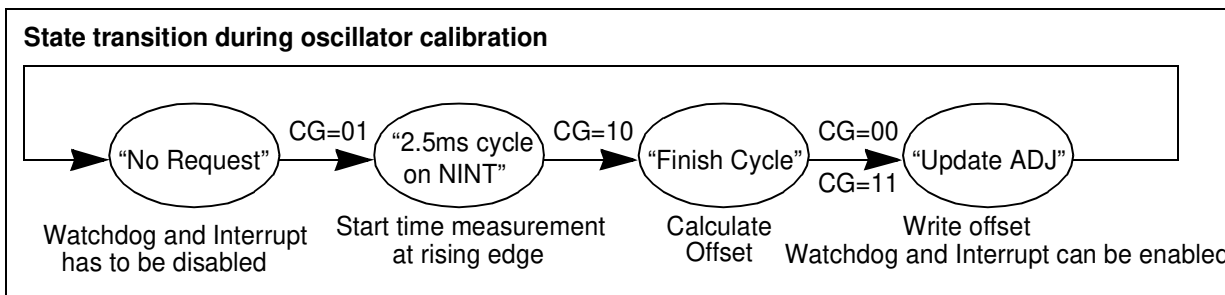 State transition during oscillator calibration
“No Request”
CG=01
“2.5ms cycle
on NINT”
CG=10
“Finish Cycle”
CG=00
CG=11
“Update ADJ”
Watchdog and Interrupt
has to be disabled
Start time measurement
at rising edge
Calculate
Offset
Write offset
Watchdog and Interrupt can be enabled